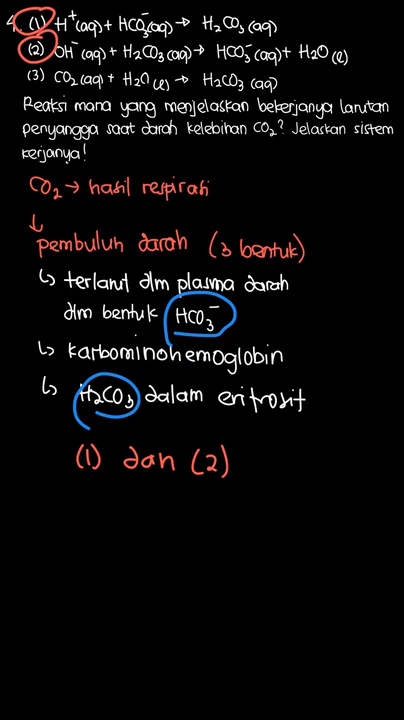 4. (1) H⁺(aq) + HCO₃⁻(aq) → H₂CO₃(aq)
(2) OH⁻(aq) + H₂CO₃(aq) → HCO₃⁻(aq) + H₂O(l)
(3) CO₂(aq) + H₂O(l) → H₂CO₃(aq)
Reaksi mana yang menjelaskan bekerjanya larutan
penyangga saat darah kelebihan CO₂? Jelaskan sistem
kerjanya!
CO₂ → hasil respirasi
↓
pembuluh darah (3 bentuk)
↳ terlarut dlm plasma darah
dlm bentuk HCO₃⁻
↳ karbominohemoglobin
↳ H₂CO₃ dalam eritrosit
(1) dan (2)